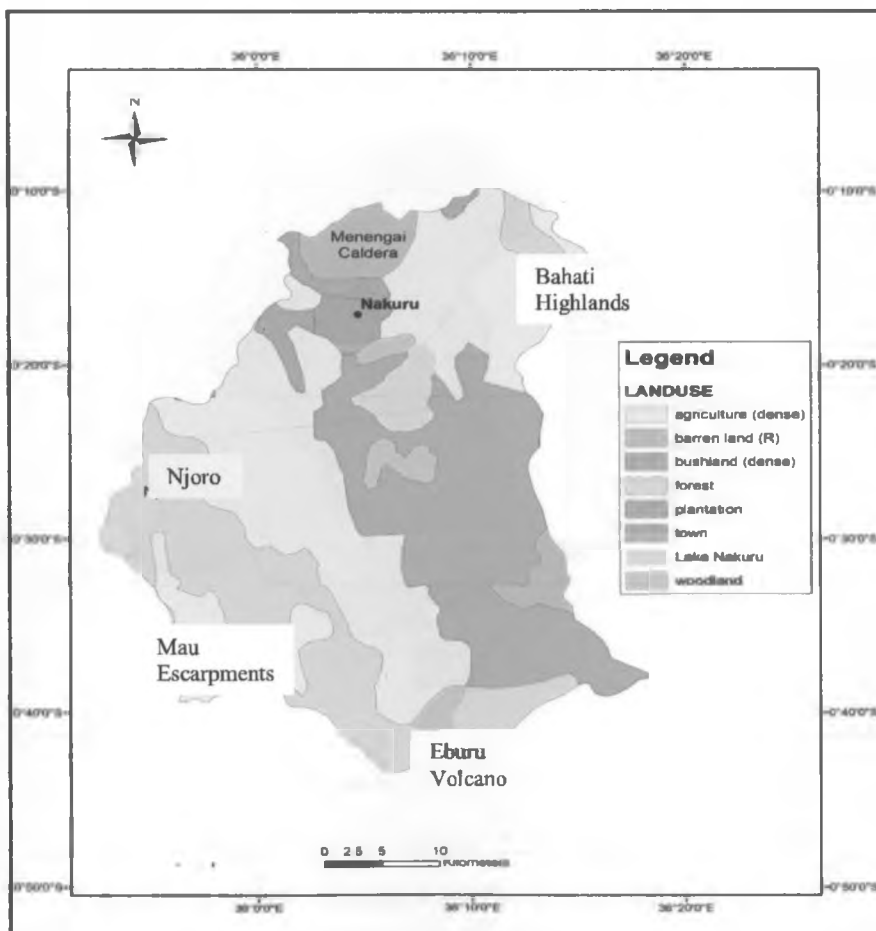 36°0'0"E 36°10'0"E 36°20'0"E
N
0°10'0"S 0°10'0"S
Menengai
Caldera
Bahati
Highlands
Nakuru
0°20'0"S 0°20'0"S
Legend
LANDUSE
agriculture (dense)
barren land (R)
bushland (dense)
forest
plantation
town
Lake Nakuru
woodland
Njoro
0°30'0"S 0°30'0"S
Mau
Escarpments
0°40'0"S 0°40'0"S
Eburu
Volcano
0 2.5 5 10
Kilometers
0°50'0"S 0°50'0"S
36°0'0"E 36°10'0"E 36°20'0"E